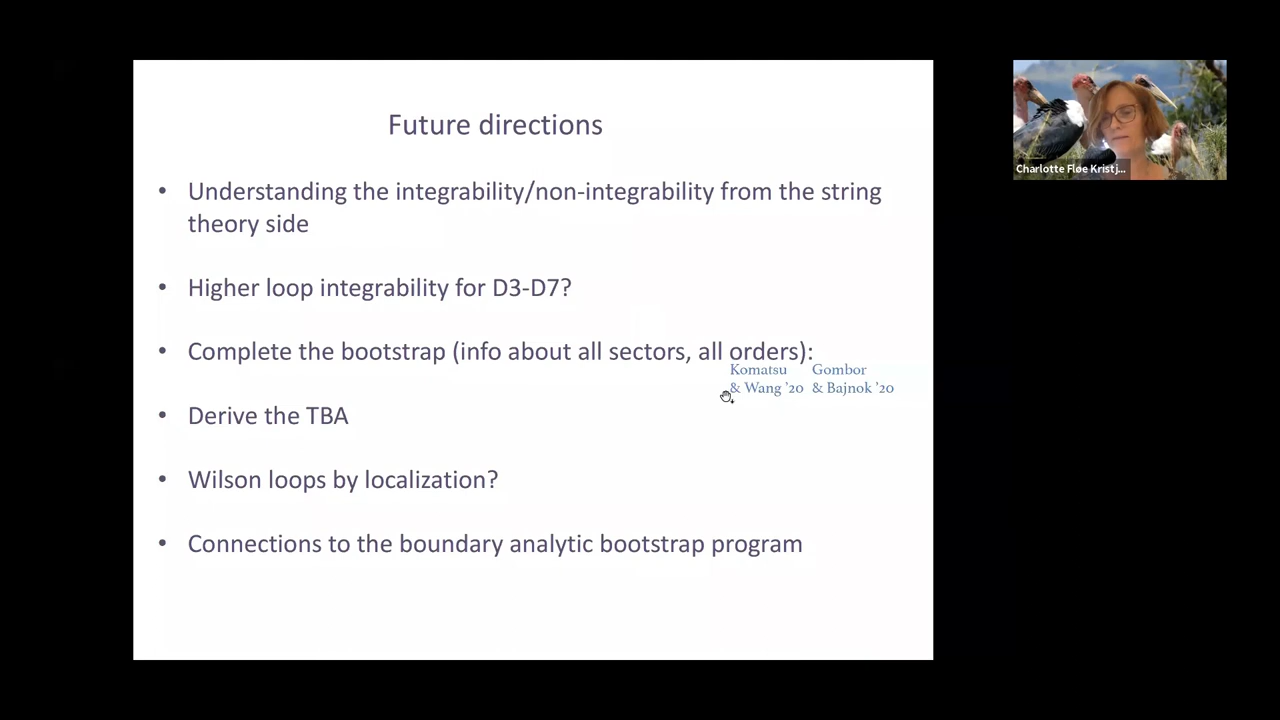 Future directions
• Understanding the integrability/non-integrability from the string
theory side
• Higher loop integrability for D3-D7?
• Complete the bootstrap (info about all sectors, all orders):
Komatsu
& Wang '20
Gombor
& Bajnok '20
• Derive the TBA
• Wilson loops by localization?
• Connections to the boundary analytic bootstrap program
Charlotte Fløe Kristj...